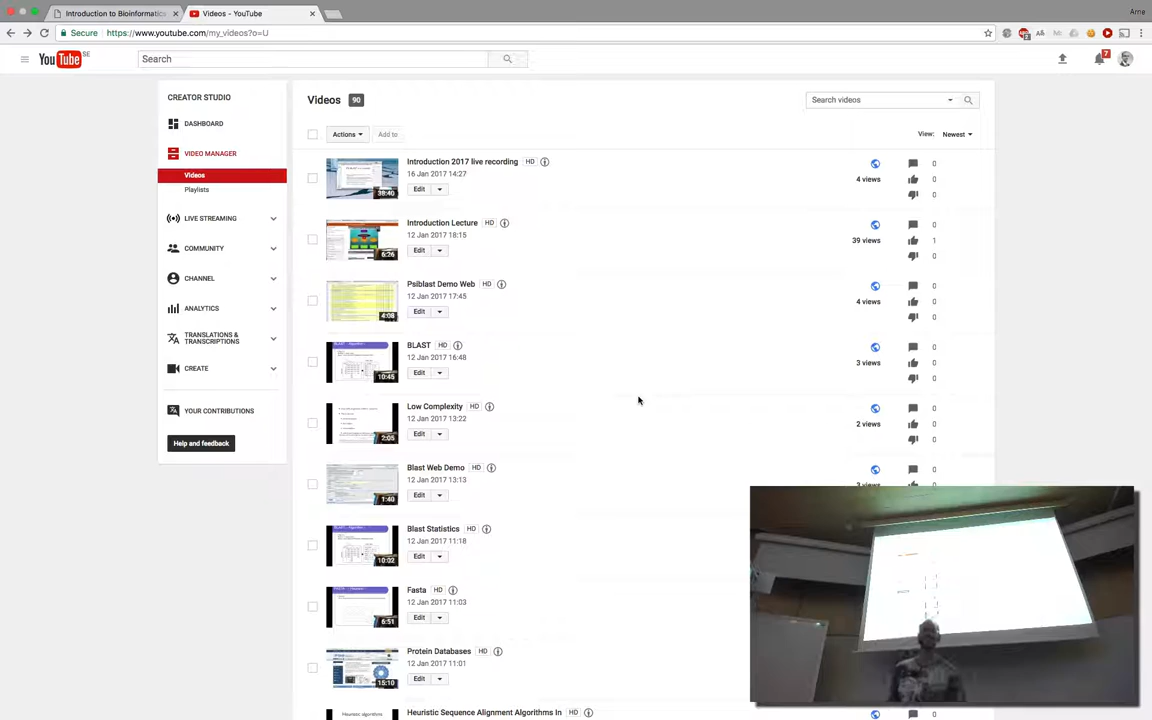 Introduction to Bioinformatics
Videos - YouTube
Arne
Secure
https://www.youtube.com/my_videos?o=U
YouTube SE
Search
7
CREATOR STUDIO
DASHBOARD
VIDEO MANAGER
Videos
Playlists
LIVE STREAMING
COMMUNITY
CHANNEL
ANALYTICS
TRANSLATIONS &
TRANSCRIPTIONS
CREATE
YOUR CONTRIBUTIONS
Help and feedback
Videos 90
Search videos
Actions
Add to
View: Newest
Introduction 2017 live recording HD
16 Jan 2017 14:27
Edit
38:40
4 views
0
0
0
Introduction Lecture HD
12 Jan 2017 18:15
Edit
6:26
39 views
0
1
0
Psiblast Demo Web HD
12 Jan 2017 17:45
Edit
4:08
4 views
0
0
0
BLAST HD
12 Jan 2017 16:48
Edit
10:45
3 views
0
0
0
Low Complexity HD
12 Jan 2017 13:22
Edit
2:05
2 views
0
0
0
Blast Web Demo HD
12 Jan 2017 13:13
Edit
1:40
3 views
0
Blast Statistics HD
12 Jan 2017 11:18
Edit
10:02
Fasta HD
12 Jan 2017 11:03
Edit
6:51
Protein Databases HD
12 Jan 2017 11:01
Edit
15:10
Heuristic algorithms
Heuristic Sequence Alignment Algorithms In HD
0